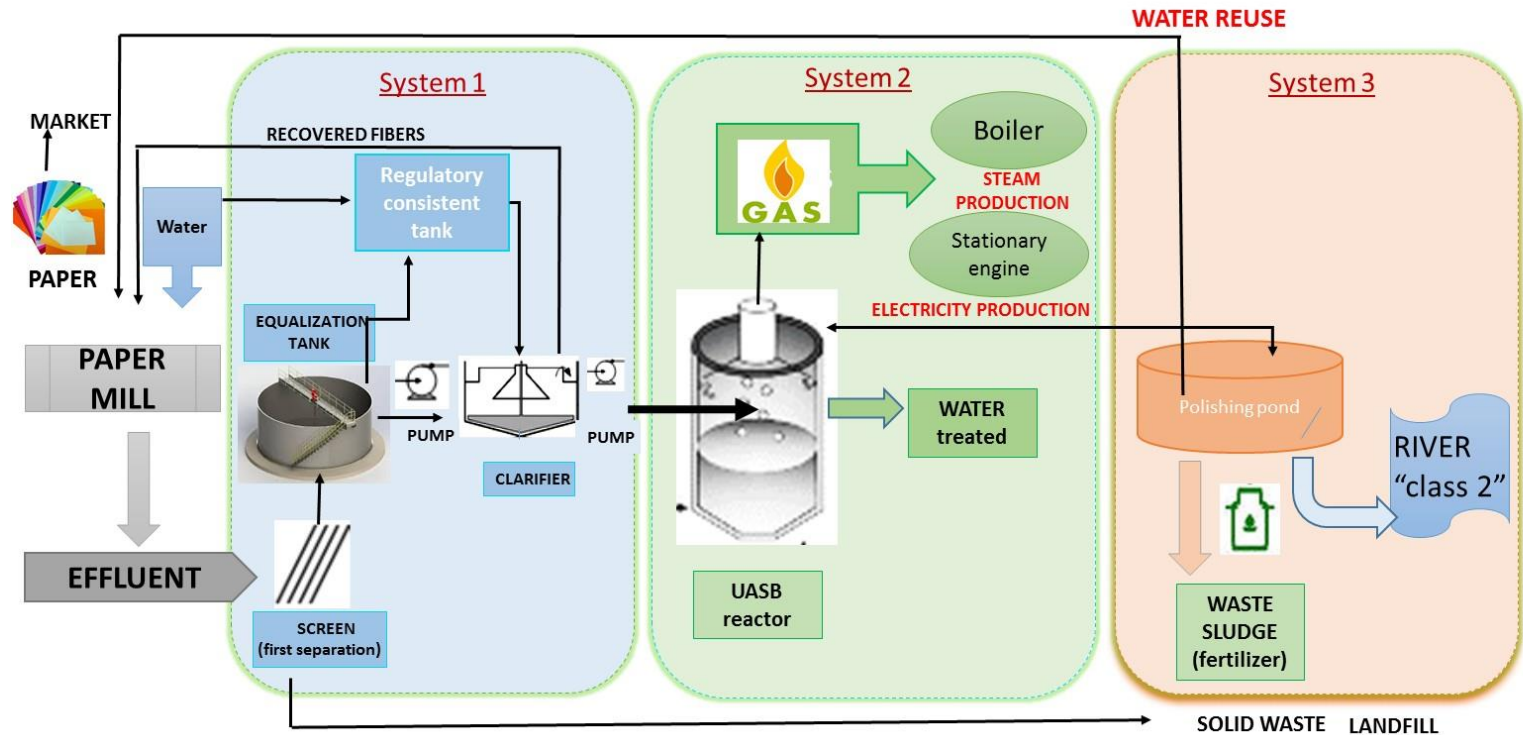 WATER REUSE
System 1
System 2
System 3
MARKET
RECOVERED FIBERS
Boiler
Regulatory
consistent
tank
GAS
STEAM
PRODUCTION
Water
Stationary
engine
PAPER
ELECTRICITY PRODUCTION
EQUALIZATION
TANK
PAPER
MILL
Polishing pond
WATER
treated
PUMP
PUMP
RIVER
“class 2”
CLARIFIER
EFFLUENT
UASB
reactor
WASTE
SLUDGE
(fertilizer)
SCREEN
(first separation)
SOLID WASTE LANDFILL